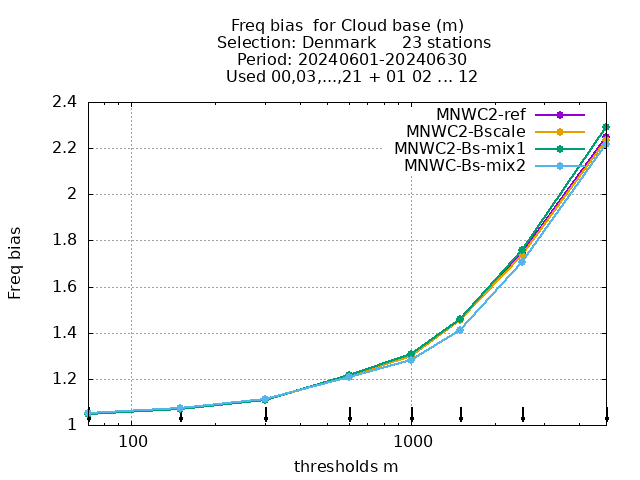 Freq bias  for Cloud base (m)
Selection: Denmark     23 stations
Period: 20240601-20240630
Used 00,03,...,21 + 01 02 ... 12
MNWC2-ref
MNWC2-Bscale
MNWC2-Bs-mix1
MNWC-Bs-mix2
Freq bias
2.4
2.2
2
1.8
1.6
1.4
1.2
1
100
1000
thresholds m